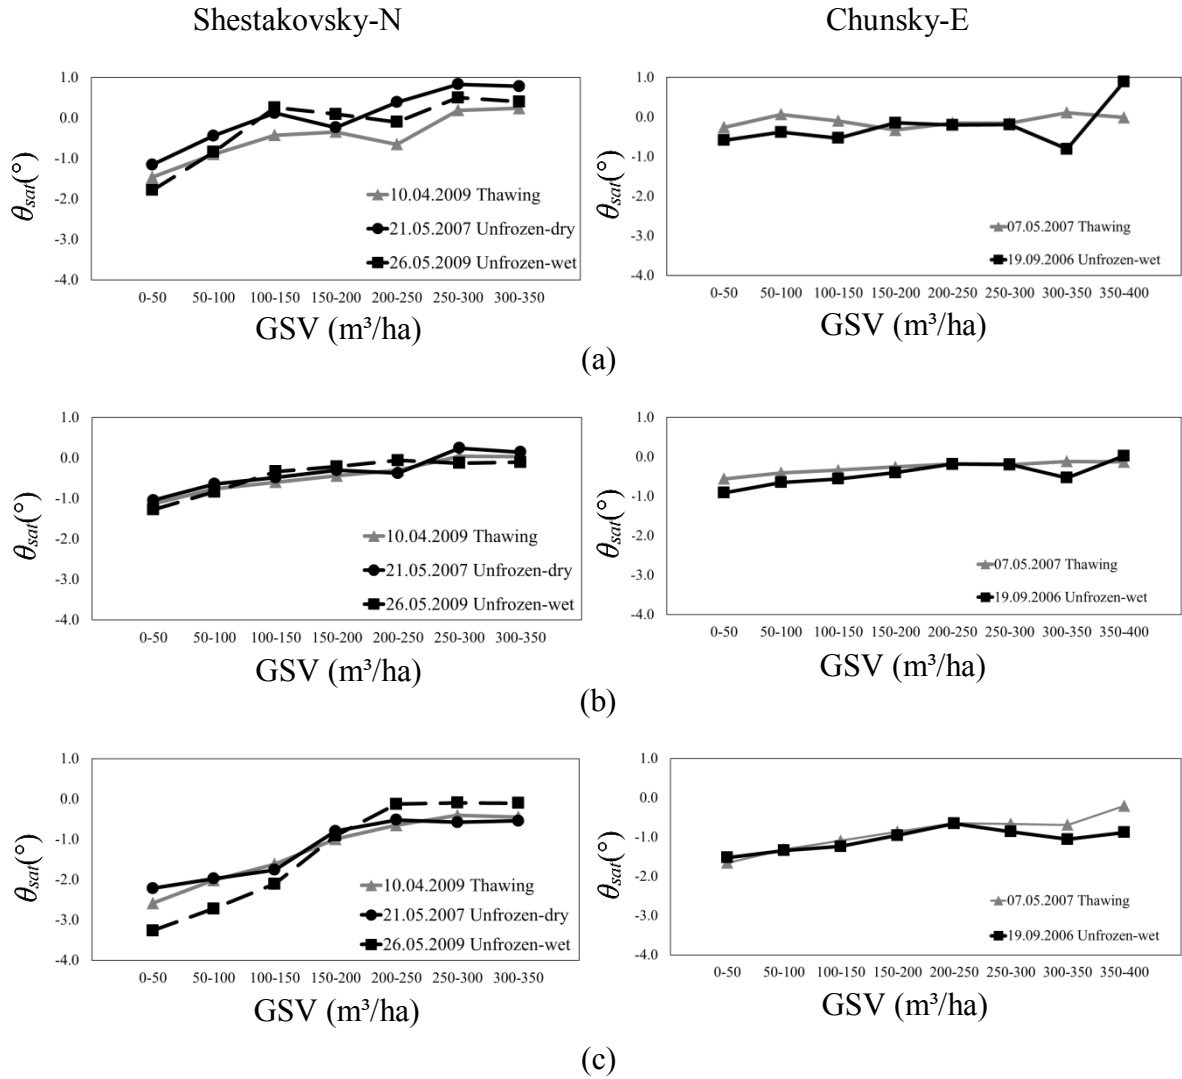 Shestakovsky-N
Chunsky-E
1.0
0.0
-1.0
-2.0
-3.0
-4.0
θsat(°)
10.04.2009 Thawing
21.05.2007 Unfrozen-dry
26.05.2009 Unfrozen-wet
0-50 50-100 100-150 150-200 200-250 250-300 300-350
GSV (m³/ha)
1.0
0.0
-1.0
-2.0
-3.0
-4.0
θsat(°)
07.05.2007 Thawing
19.09.2006 Unfrozen-wet
0-50 50-100 100-150 150-200 200-250 250-300 300-350 350-400
GSV (m³/ha)
(a)
1.0
0.0
-1.0
-2.0
-3.0
-4.0
θsat(°)
10.04.2009 Thawing
21.05.2007 Unfrozen-dry
26.05.2009 Unfrozen-wet
0-50 50-100 100-150 150-200 200-250 250-300 300-350
GSV (m³/ha)
1.0
0.0
-1.0
-2.0
-3.0
-4.0
θsat(°)
07.05.2007 Thawing
19.09.2006 Unfrozen-wet
0-50 50-100 100-150 150-200 200-250 250-300 300-350 350-400
GSV (m³/ha)
(b)
1.0
0.0
-1.0
-2.0
-3.0
-4.0
θsat(°)
10.04.2009 Thawing
21.05.2007 Unfrozen-dry
26.05.2009 Unfrozen-wet
0-50 50-100 100-150 150-200 200-250 250-300 300-350
GSV (m³/ha)
1.0
0.0
-1.0
-2.0
-3.0
-4.0
θsat(°)
07.05.2007 Thawing
19.09.2006 Unfrozen-wet
0-50 50-100 100-150 150-200 200-250 250-300 300-350 350-400
GSV (m³/ha)
(c)